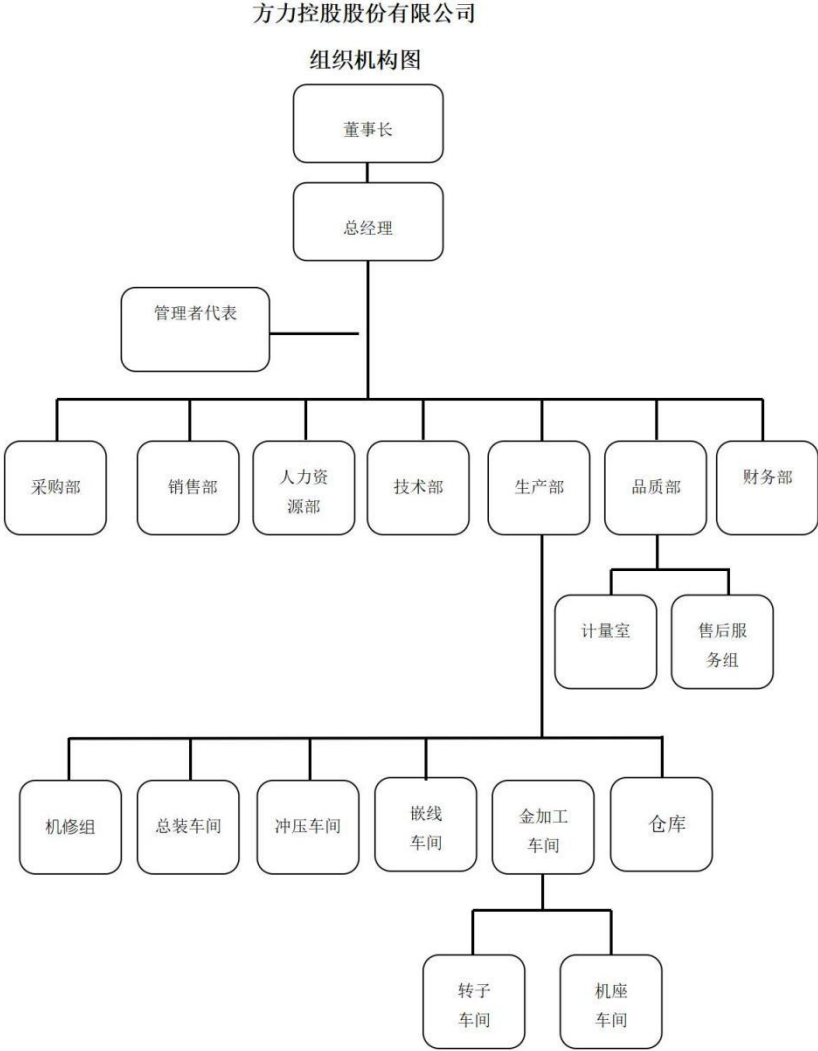 方力控股股份有限公司
组织机构图
董事长
总经理
管理者代表
采购部
销售部
人力资
源部
技术部
生产部
品质部
财务部
计量室
售后服
务组
机修组
总装车间
冲压车间
嵌线
车间
金加工
车间
仓库
转子
车间
机座
车间